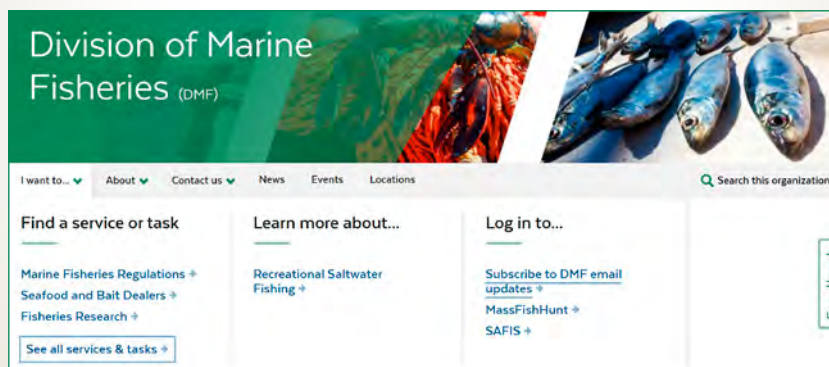 Division of Marine
Fisheries (DMF)
I want to... About Contact us News Events Locations Search this organization
Find a service or task
Marine Fisheries Regulations
Seafood and Bait Dealers
Fisheries Research
See all services & tasks
Learn more about...
Recreational Saltwater
Fishing
Log in to...
Subscribe to DMF email
updates
MassFishHunt
SAFIS